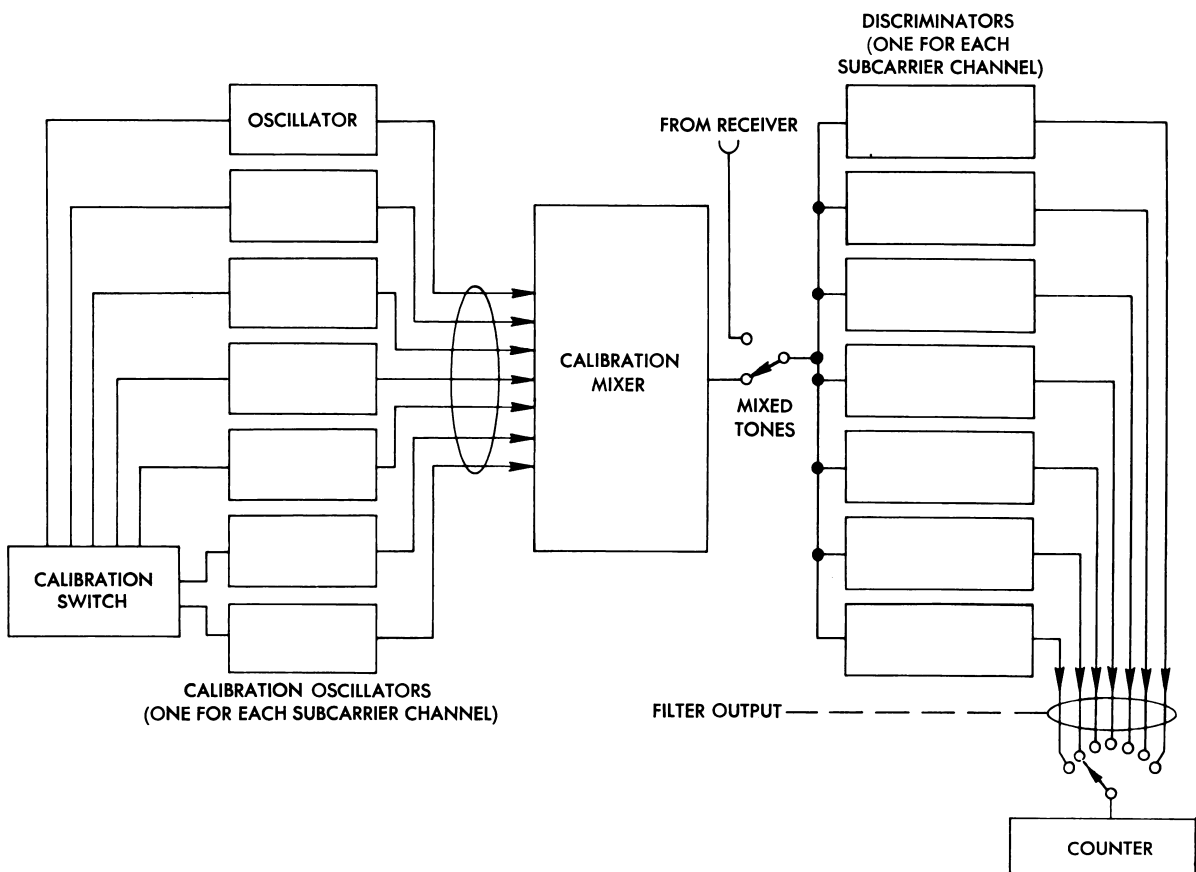 DISCRIMINATORS
(ONE FOR EACH
SUBCARRIER CHANNEL)
OSCILLATOR
FROM RECEIVER
CALIBRATION
MIXER
MIXED
TONES
CALIBRATION
SWITCH
CALIBRATION OSCILLATORS
(ONE FOR EACH SUBCARRIER CHANNEL)
FILTER OUTPUT
COUNTER